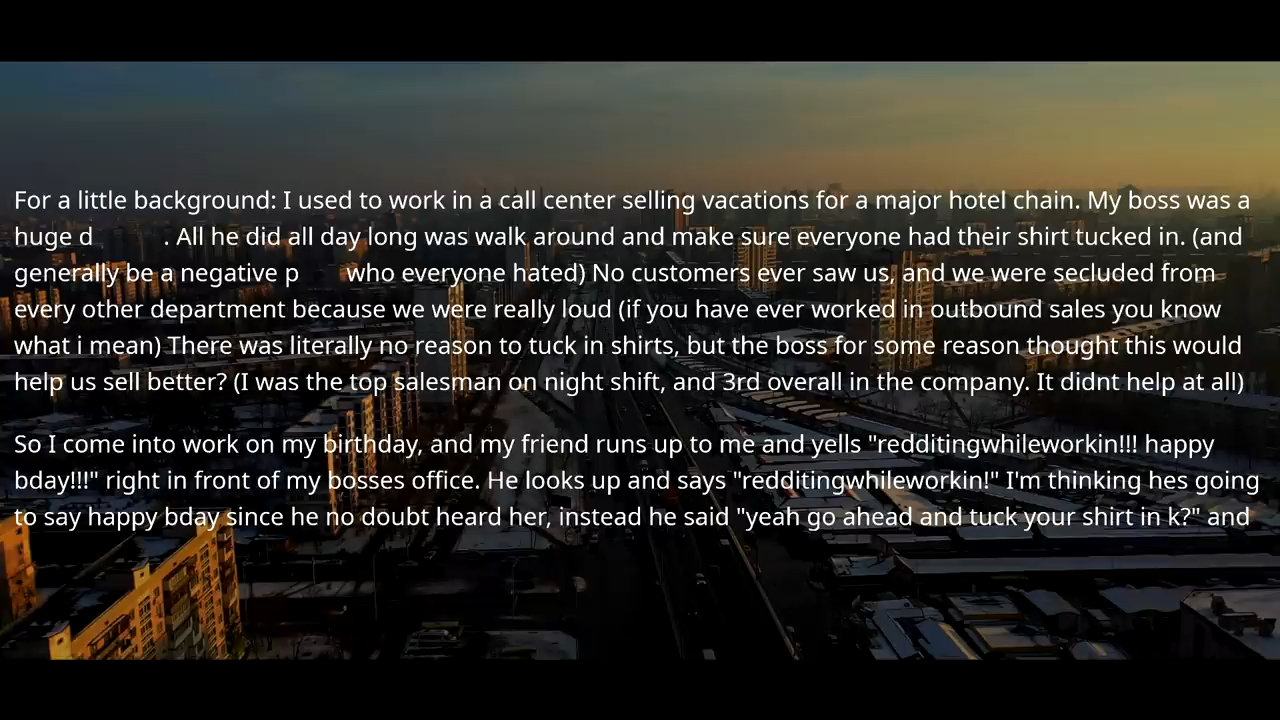 For a little background: I used to work in a call center selling vacations for a major hotel chain. My boss was a
huge d . All he did all day long was walk around and make sure everyone had their shirt tucked in. (and
generally be a negative p who everyone hated) No customers ever saw us, and we were secluded from
every other department because we were really loud (if you have ever worked in outbound sales you know
what i mean) There was literally no reason to tuck in shirts, but the boss for some reason thought this would
help us sell better? (I was the top salesman on night shift, and 3rd overall in the company. It didnt help at all)
So I come into work on my birthday, and my friend runs up to me and yells "redditingwhileworkin!!! happy
bday!!!" right in front of my bosses office. He looks up and says "redditingwhileworkin!" I'm thinking hes going
to say happy bday since he no doubt heard her, instead he said "yeah go ahead and tuck your shirt in k?" and